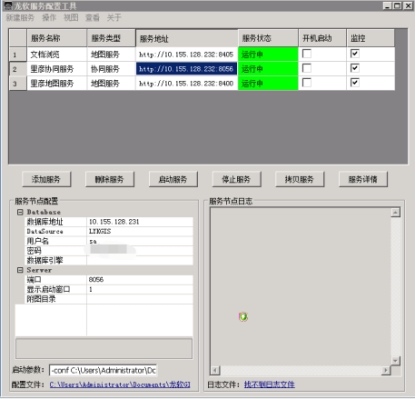 龙软服务配置工具
新建服务 操作 视图 查看 关于
服务名称 服务类型 服务地址 服务状态 开机启动 监控
1 文档浏览 地图服务 http://10.155.128.232:8405 运行中
2 里彦协同服务 协同服务 http://10.155.128.232:8056 运行中
3 里彦地图服务 地图服务 http://10.155.128.232:8400 运行中
添加服务 删除服务 启动服务 停止服务 拷贝服务 服务详情
服务节点配置 服务节点日志
Database
数据库地址 10.155.128.231
DataSource LYKGIS
用户名 sa
密码
数据库引擎
Server
端口 8056
显示启动窗口 1
附图目录
启动参数: -conf C:\Users\Administrator\Dc
配置文件: C:\Users\Administrator\Documents\龙软GI 日志文件: 找不到日志文件